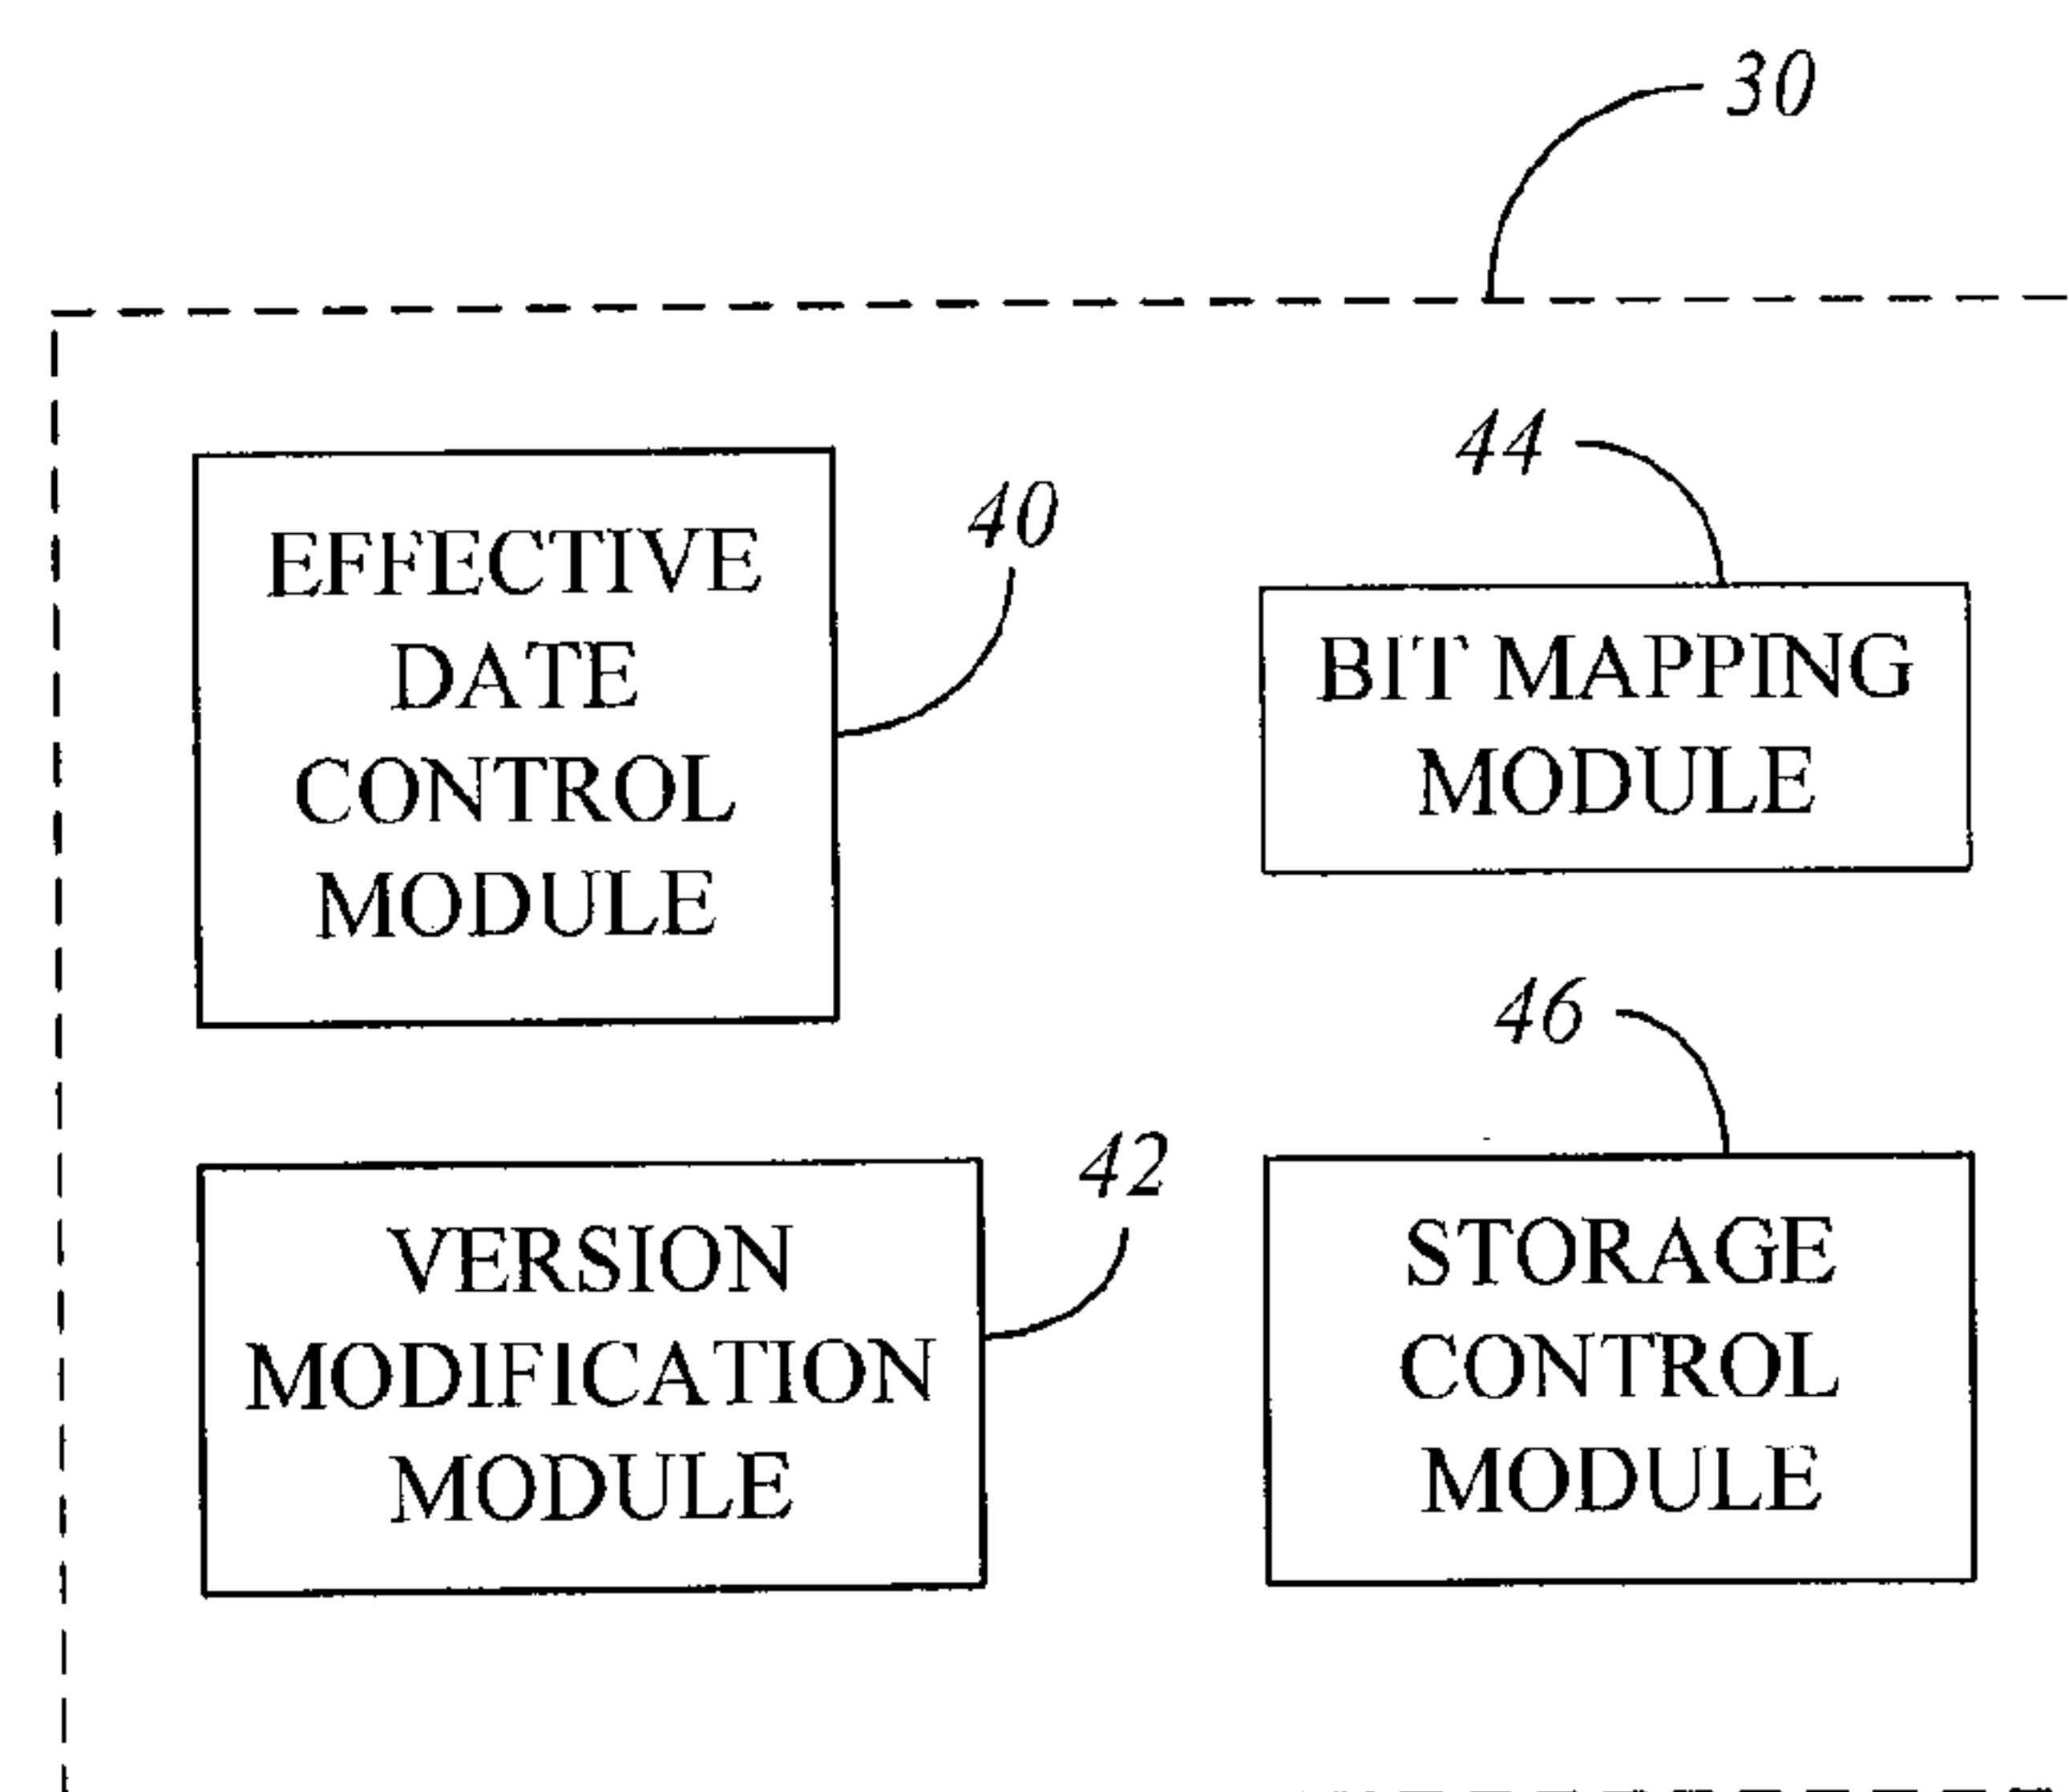 30
40
EFFECTIVE
DATE
CONTROL
MODULE
44
BIT MAPPING
MODULE
42
VERSION
MODIFICATION
MODULE
46
STORAGE
CONTROL
MODULE